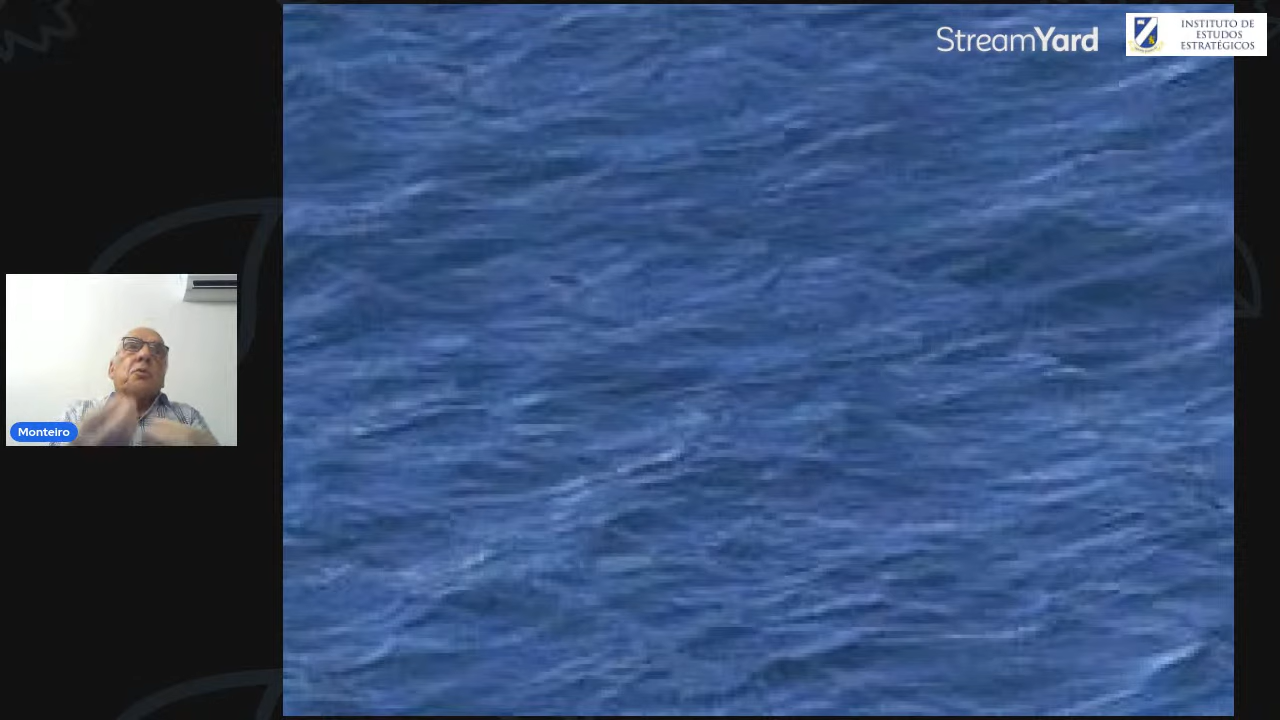 StreamYard
INSTITUTO DE
ESTUDOS
ESTRATÉGICOS
Monteiro